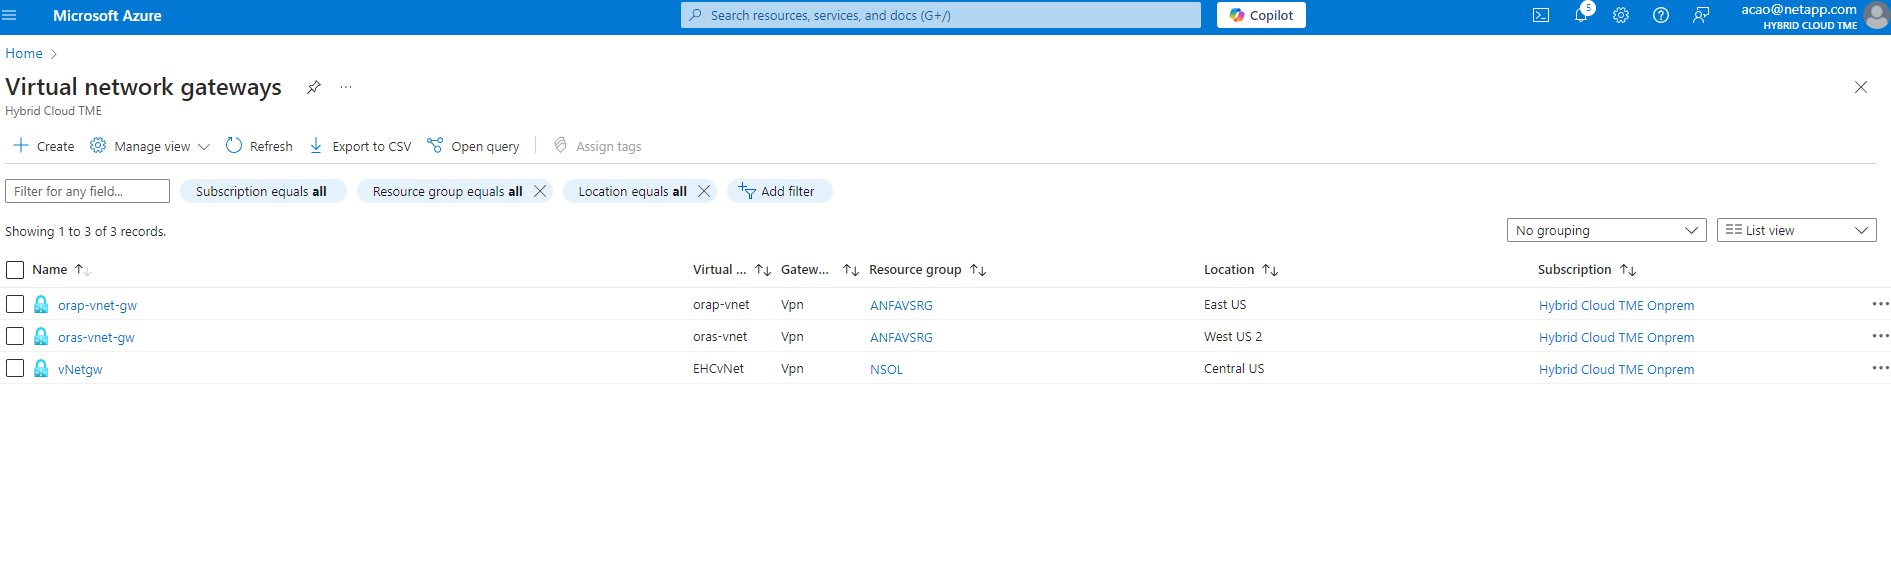 Microsoft Azure Search resources, services, and docs (G+/) Copilot 5 acao@netapp.com
HYBRID CLOUD TME
Home
Virtual network gateways ...
Hybrid Cloud TME
Create Manage view Refresh Export to CSV Open query Assign tags
Filter for any field... Subscription equals all Resource group equals all Location equals all Add filter
Showing 1 to 3 of 3 records. No grouping List view
Name Virtual ... Gatew... Resource group Location Subscription
orap-vnet-gw orap-vnet Vpn ANFAVSRG East US Hybrid Cloud TME Onprem ...
oras-vnet-gw oras-vnet Vpn ANFAVSRG West US 2 Hybrid Cloud TME Onprem ...
vNetgw EHCvNet Vpn NSOL Central US Hybrid Cloud TME Onprem ...